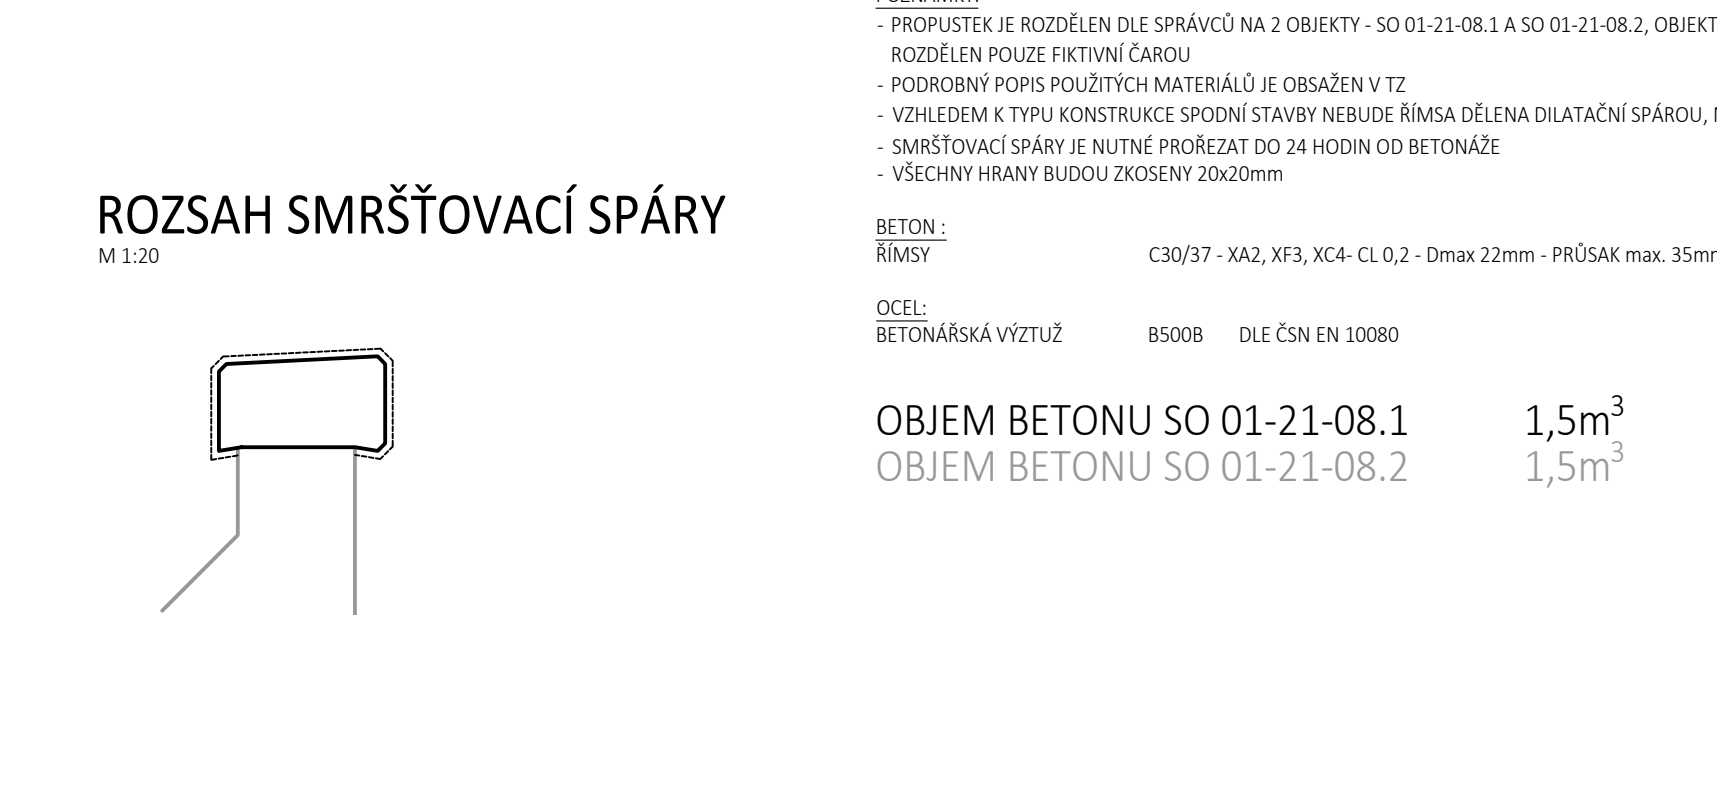 - PROPUSTEK JE ROZDĚLEN DLE SPRÁVCŮ NA 2 OBJEKTY - SO 01-21-08.1 A SO 01-21-08.2, OBJEKT
ROZDĚLEN POUZE FIKTIVNÍ ČAROU
- PODROBNÝ POPIS POUŽITÝCH MATERIÁLŮ JE OBSAŽEN V TZ
- VZHLEDEM K TYPU KONSTRUKCE SPODNÍ STAVBY NEBUDE ŘÍMSA DĚLENA DILATAČNÍ SPÁROU,
- SMRŠŤOVACÍ SPÁRY JE NUTNÉ PROŘEZAT DO 24 HODIN OD BETONÁŽE
- VŠECHNY HRANY BUDOU ZKOSENY 20x20mm
ROZSAH SMRŠŤOVACÍ SPÁRY
M 1:20
BETON :
ŘÍMSY C30/37 - XA2, XF3, XC4- CL 0,2 - Dmax 22mm - PRŮSAK max. 35mm
OCEL:
BETONÁŘSKÁ VÝZTUŽ B500B DLE ČSN EN 10080
OBJEM BETONU SO 01-21-08.1 1,5m³
OBJEM BETONU SO 01-21-08.2 1,5m³